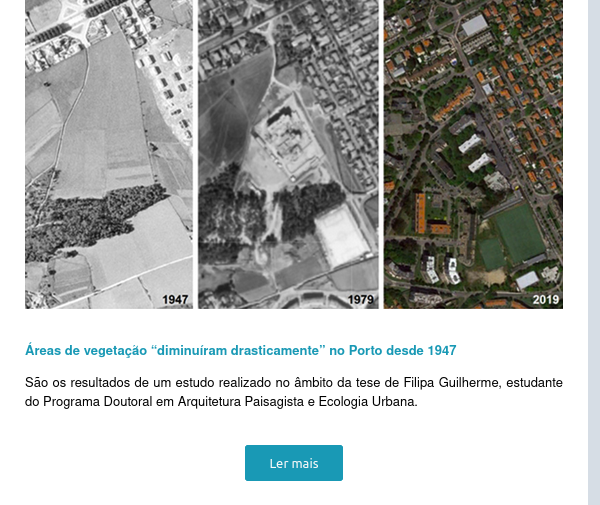 1947
1979
2019
Áreas de vegetação “diminuíram drasticamente” no Porto desde 1947
São os resultados de um estudo realizado no âmbito da tese de Filipa Guilherme, estudante
do Programa Doutoral em Arquitetura Paisagista e Ecologia Urbana.
Ler mais